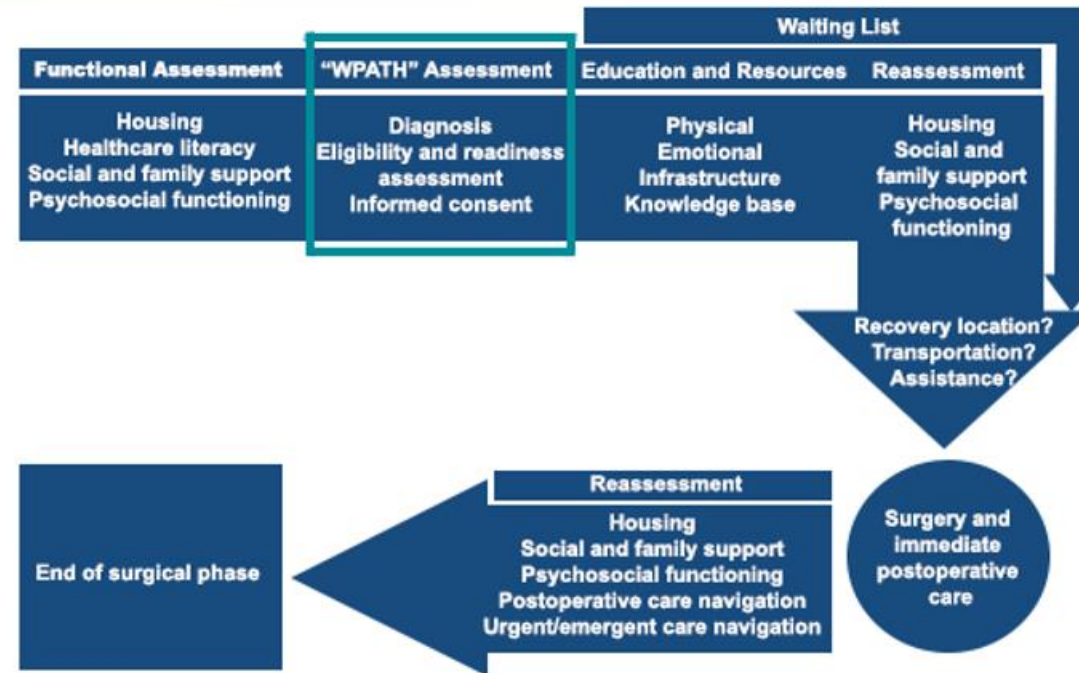 Waiting List
Functional Assessment
Housing
Healthcare literacy
Social and family support
Psychosocial functioning
“WPATH” Assessment
Diagnosis
Eligibility and readiness
assessment
Informed consent
Education and Resources
Physical
Emotional
Infrastructure
Knowledge base
Reassessment
Housing
Social and
family support
Psychosocial
functioning
Recovery location?
Transportation?
Assistance?
Surgery and
immediate
postoperative
care
Reassessment
Housing
Social and family support
Psychosocial functioning
Postoperative care navigation
Urgent/emergent care navigation
End of surgical phase